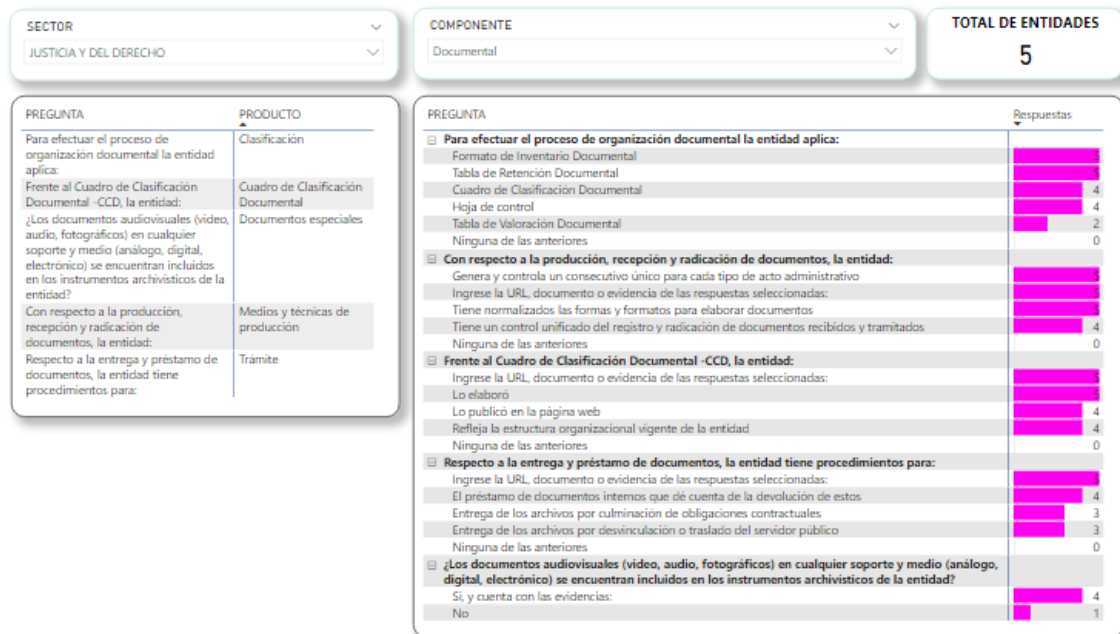 SECTOR
JUSTICIA Y DEL DERECHO
COMPONENTE
Documental
TOTAL DE ENTIDADES
5
PREGUNTA PRODUCTO
Para efectuar el proceso de Clasificación
organización documental la entidad
aplica:
Frente al Cuadro de Clasificación Cuadro de Clasificación
Documental -CCD, la entidad: Documental
¿Los documentos audiovisuales (video, Documentos especiales
audio, fotográficos) en cualquier
soporte y medio (análogo, digital,
electrónico) se encuentran incluidos
en los instrumentos archivísticos de la
entidad?
Con respecto a la producción, Medios y técnicas de
recepción y radicación de producción
documentos, la entidad:
Respecto a la entrega y préstamo de Trámite
documentos, la entidad tiene
procedimientos para:
PREGUNTA Respuestas
Para efectuar el proceso de organización documental la entidad aplica:
Formato de Inventario Documental 5
Tabla de Retención Documental 5
Cuadro de Clasificación Documental 4
Hoja de control 4
Tabla de Valoración Documental 2
Ninguna de las anteriores 0
Con respecto a la producción, recepción y radicación de documentos, la entidad:
Genera y controla un consecutivo único para cada tipo de acto administrativo 5
Ingrese la URL, documento o evidencia de las respuestas seleccionadas: 5
Tiene normalizados las formas y formatos para elaborar documentos 5
Tiene un control unificado del registro y radicación de documentos recibidos y tramitados 4
Ninguna de las anteriores 0
Frente al Cuadro de Clasificación Documental -CCD, la entidad:
Ingrese la URL, documento o evidencia de las respuestas seleccionadas: 5
Lo elaboró 5
Lo publicó en la página web 4
Refleja la estructura organizacional vigente de la entidad 4
Ninguna de las anteriores 0
Respecto a la entrega y préstamo de documentos, la entidad tiene procedimientos para:
Ingrese la URL, documento o evidencia de las respuestas seleccionadas: 5
El préstamo de documentos internos que dé cuenta de la devolución de estos 4
Entrega de los archivos por culminación de obligaciones contractuales 3
Entrega de los archivos por desvinculación o traslado del servidor público 3
Ninguna de las anteriores 0
¿Los documentos audiovisuales (video, audio, fotográficos) en cualquier soporte y medio (análogo,
digital, electrónico) se encuentran incluidos en los instrumentos archivísticos de la entidad?
Si, y cuenta con las evidencias: 4
No 1